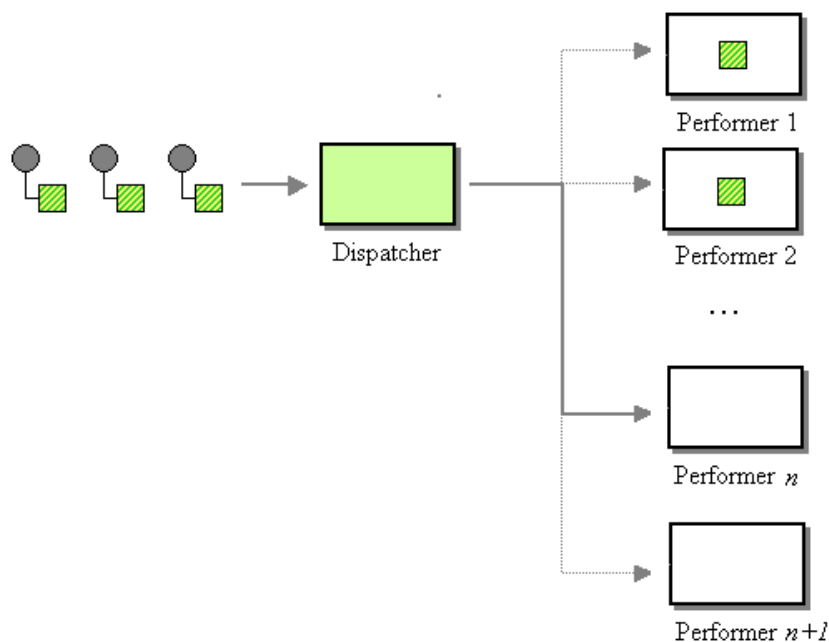 Performer 1
Dispatcher
Performer 2
...
Performer n
Performer n+1